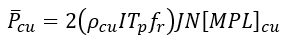 P̅_cu = 2(ρ_cu I T_p f_r) J N [MPL]_cu